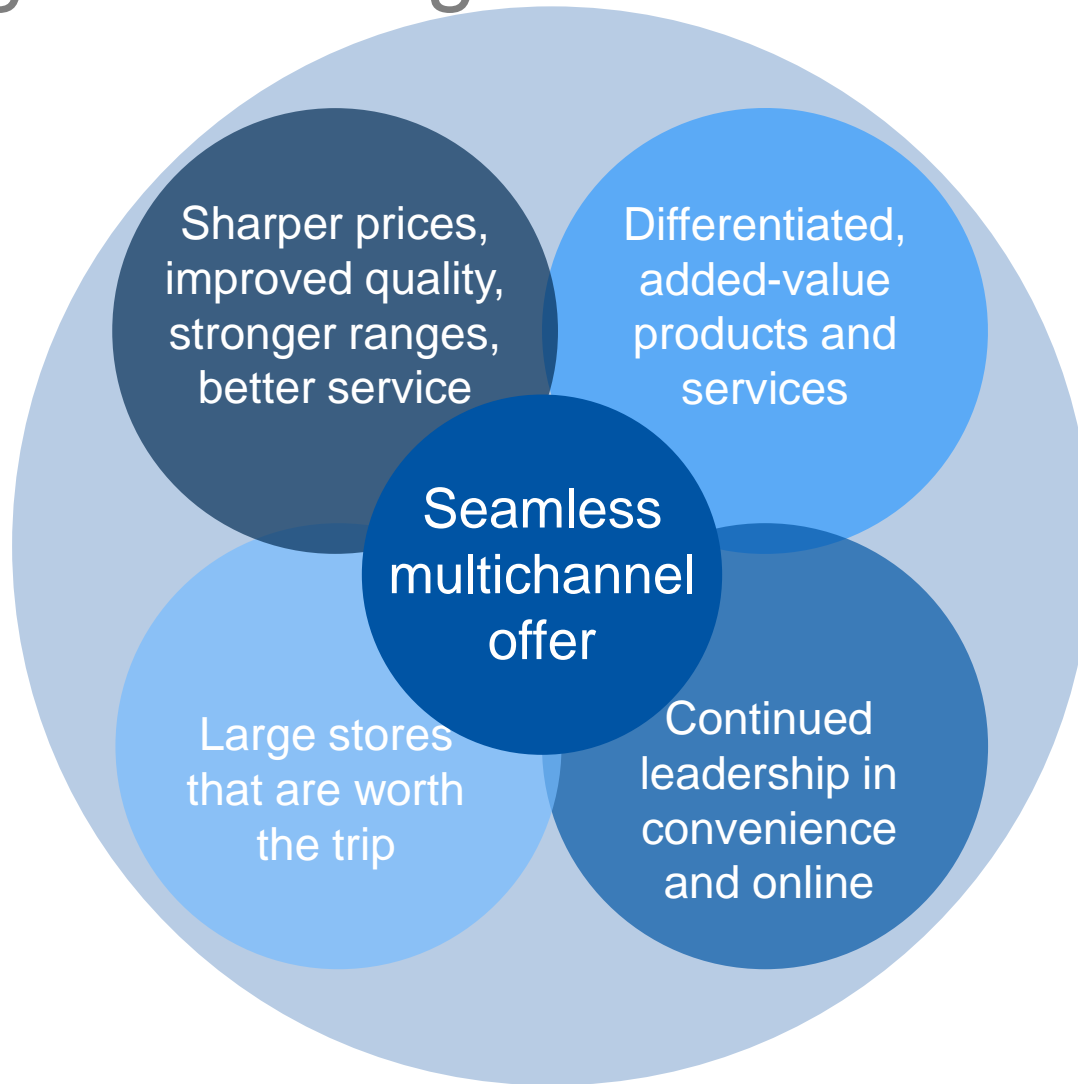 Sharper prices,
improved quality,
stronger ranges,
better service
Differentiated,
added-value
products and
services
Seamless
multichannel
offer
Large stores
that are worth
the trip
Continued
leadership in
convenience
and online